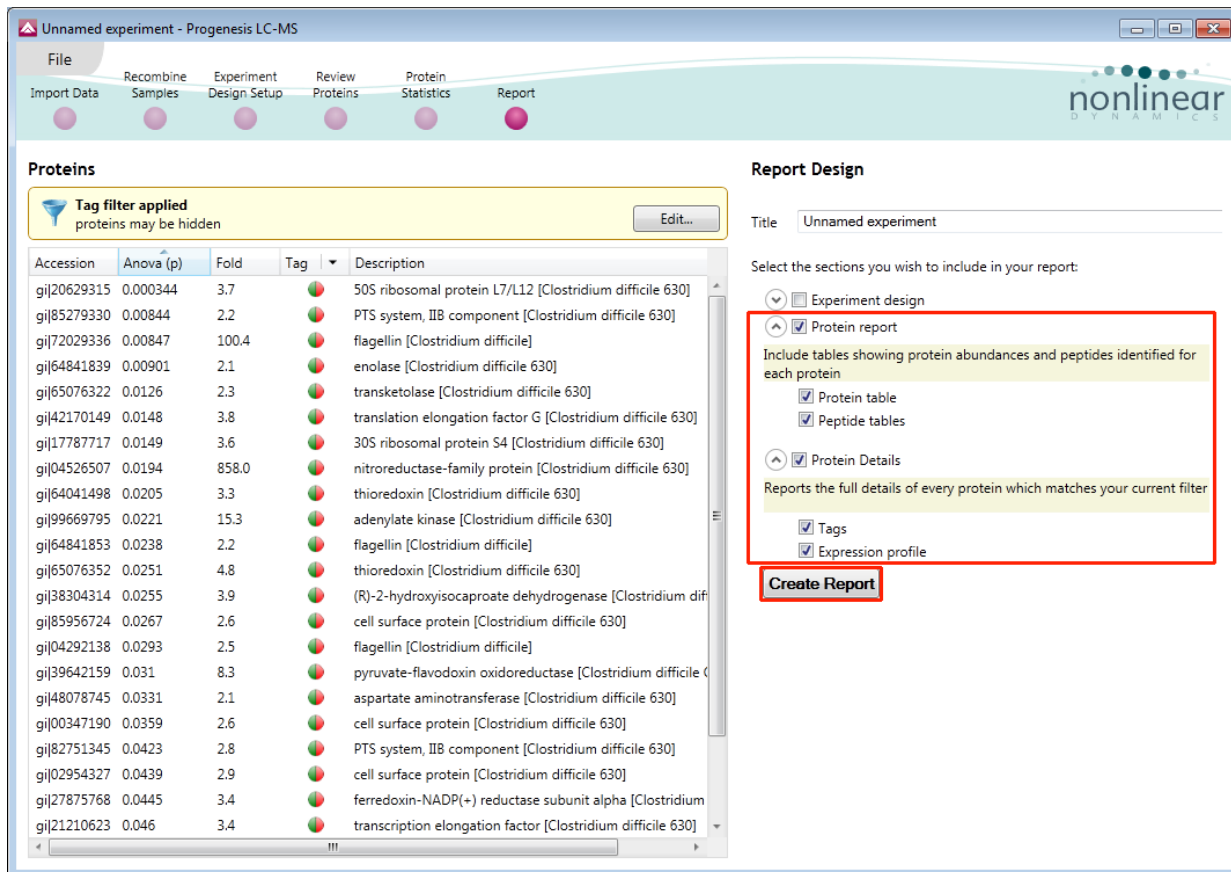 Unnamed experiment - Progenesis LC-MS
File
Import Data
Recombine
Samples
Experiment
Design Setup
Review
Proteins
Protein
Statistics
Report
nonlinear
DYNAMICS
Proteins
Tag filter applied
proteins may be hidden
Edit...
Accession Anova (p) Fold Tag Description
gi|20629315 0.000344 3.7 50S ribosomal protein L7/L12 [Clostridium difficile 630]
gi|85279330 0.00844 2.2 PTS system, IIB component [Clostridium difficile 630]
gi|72029336 0.00847 100.4 flagellin [Clostridium difficile]
gi|64841839 0.00901 2.1 enolase [Clostridium difficile 630]
gi|65076322 0.0126 2.3 transketolase [Clostridium difficile 630]
gi|42170149 0.0148 3.8 translation elongation factor G [Clostridium difficile 630]
gi|17787717 0.0149 3.6 30S ribosomal protein S4 [Clostridium difficile 630]
gi|04526507 0.0194 858.0 nitroreductase-family protein [Clostridium difficile 630]
gi|64041498 0.0205 3.3 thioredoxin [Clostridium difficile 630]
gi|99669795 0.0221 15.3 adenylate kinase [Clostridium difficile 630]
gi|64841853 0.0238 2.2 flagellin [Clostridium difficile]
gi|65076352 0.0251 4.8 thioredoxin [Clostridium difficile 630]
gi|38304314 0.0255 3.9 (R)-2-hydroxyisocaproate dehydrogenase [Clostridium diff
gi|85956724 0.0267 2.6 cell surface protein [Clostridium difficile 630]
gi|04292138 0.0293 2.5 flagellin [Clostridium difficile]
gi|39642159 0.031 8.3 pyruvate-flavodoxin oxidoreductase [Clostridium difficile
gi|48078745 0.0331 2.1 aspartate aminotransferase [Clostridium difficile 630]
gi|00347190 0.0359 2.6 cell surface protein [Clostridium difficile 630]
gi|82751345 0.0423 2.8 PTS system, IIB component [Clostridium difficile 630]
gi|02954327 0.0439 2.9 cell surface protein [Clostridium difficile 630]
gi|27875768 0.0445 3.4 ferredoxin-NADP(+) reductase subunit alpha [Clostridium
gi|21210623 0.046 3.4 transcription elongation factor [Clostridium difficile 630]
Report Design
Title Unnamed experiment
Select the sections you wish to include in your report:
Experiment design
Protein report
Include tables showing protein abundances and peptides identified for
each protein
Protein table
Peptide tables
Protein Details
Reports the full details of every protein which matches your current filter
Tags
Expression profile
Create Report